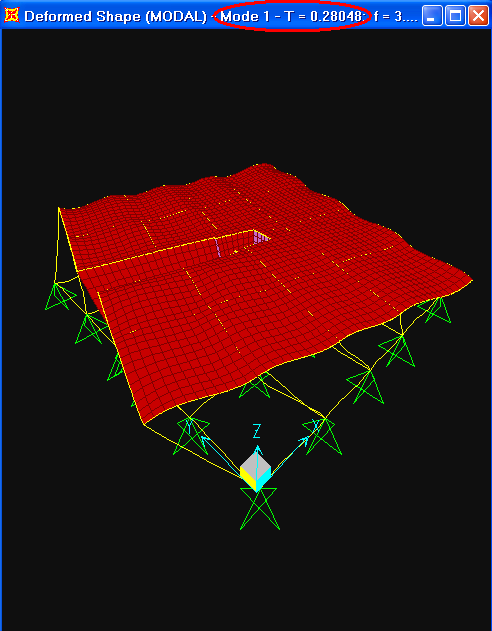 Deformed Shape (MODAL) - Mode 1 - T = 0.28048; f = 3....
Z